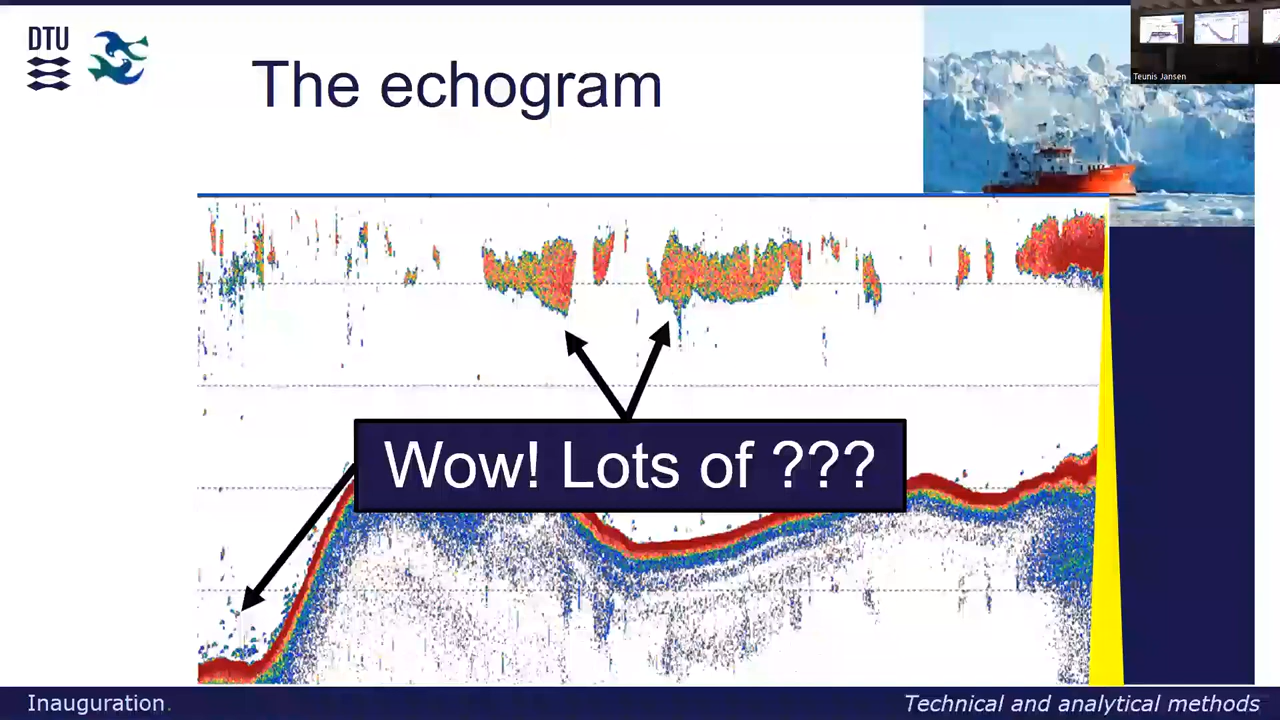 DTU
The echogram
Teunis Jansen
Wow! Lots of ???
Inauguration.
Technical and analytical methods